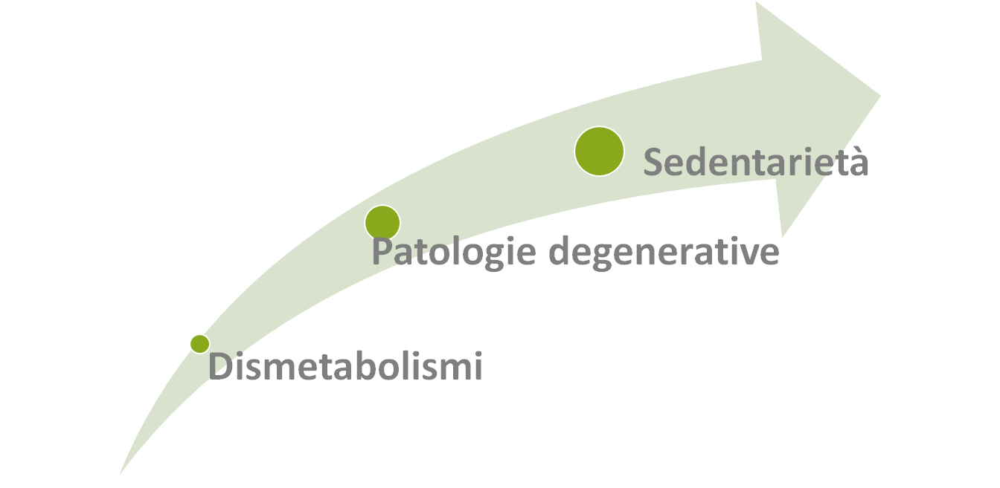 Sedentarietà
Patologie degenerative
Dismetabolismi